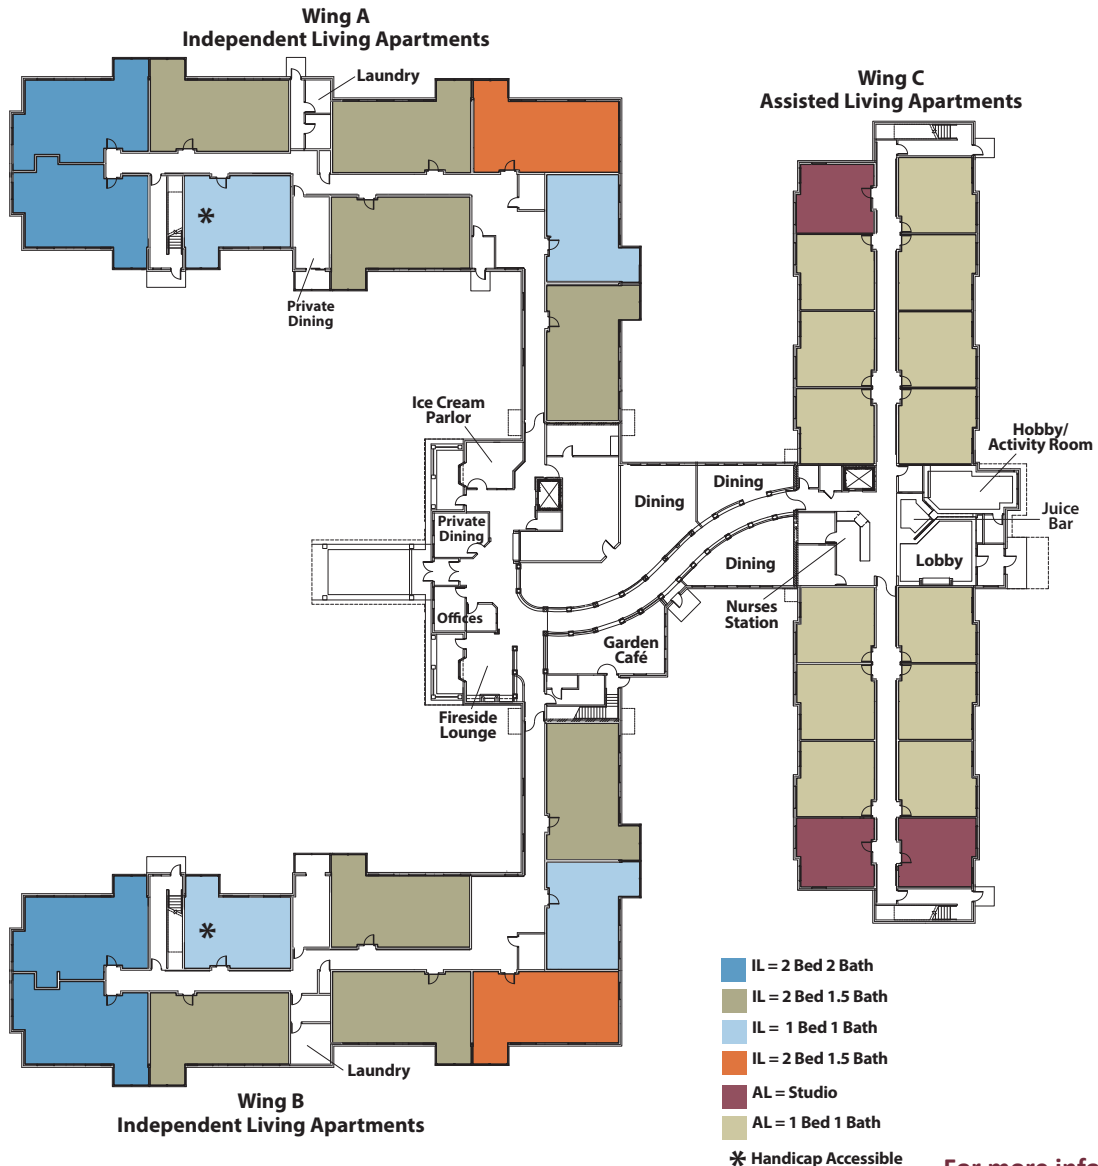 Wing A
Independent Living Apartments
Laundry
Wing C
Assisted Living Apartments
*
Private
Dining
Ice Cream
Parlor
Hobby/
Activity Room
Dining
Dining
Private
Dining
Juice
Bar
Dining
Lobby
Offices
Nurses
Station
Garden
Café
Fireside
Lounge
*
Laundry
Wing B
Independent Living Apartments
IL = 2 Bed 2 Bath
IL = 2 Bed 1.5 Bath
IL = 1 Bed 1 Bath
IL = 2 Bed 1.5 Bath
AL = Studio
AL = 1 Bed 1 Bath
* Handicap Accessible
For more info